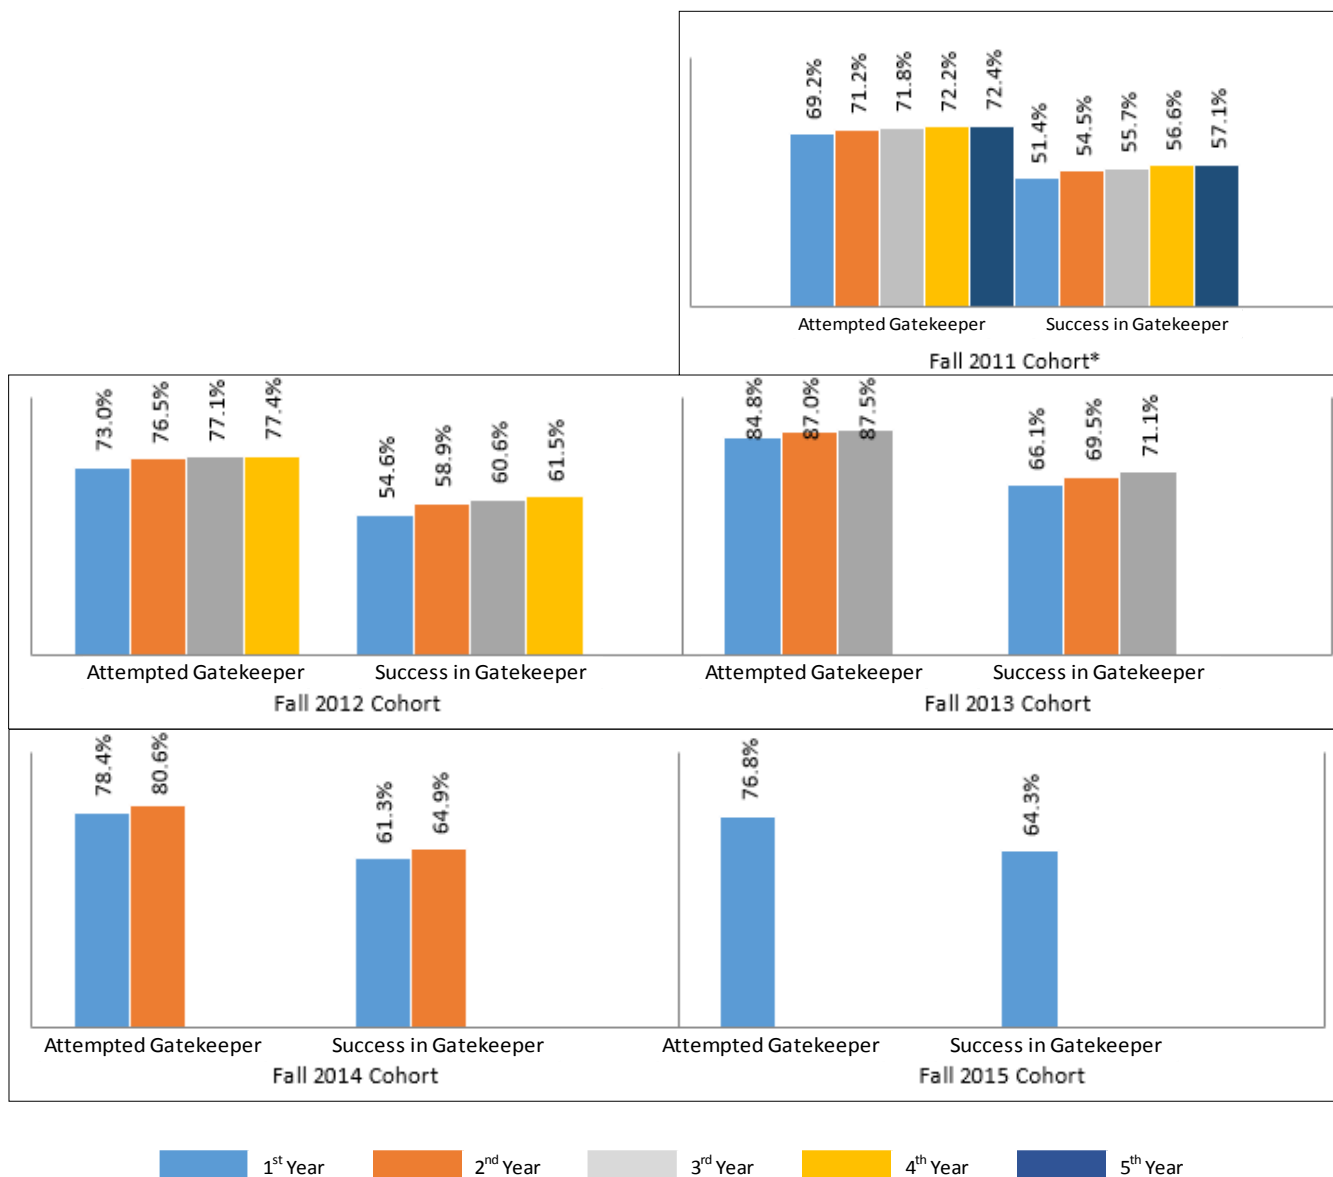 69.2% 71.2% 71.8% 72.2% 72.4% 51.4% 54.5% 55.7% 56.6% 57.1%
Attempted Gatekeeper Success in Gatekeeper
Fall 2011 Cohort*
73.0% 76.5% 77.1% 77.4% 54.6% 58.9% 60.6% 61.5%
Attempted Gatekeeper Success in Gatekeeper
Fall 2012 Cohort
84.8% 87.0% 87.5% 66.1% 69.5% 71.1%
Attempted Gatekeeper Success in Gatekeeper
Fall 2013 Cohort
78.4% 80.6% 61.3% 64.9%
Attempted Gatekeeper Success in Gatekeeper
Fall 2014 Cohort
76.8% 64.3%
Attempted Gatekeeper Success in Gatekeeper
Fall 2015 Cohort
1st Year 2nd Year 3rd Year 4th Year 5th Year